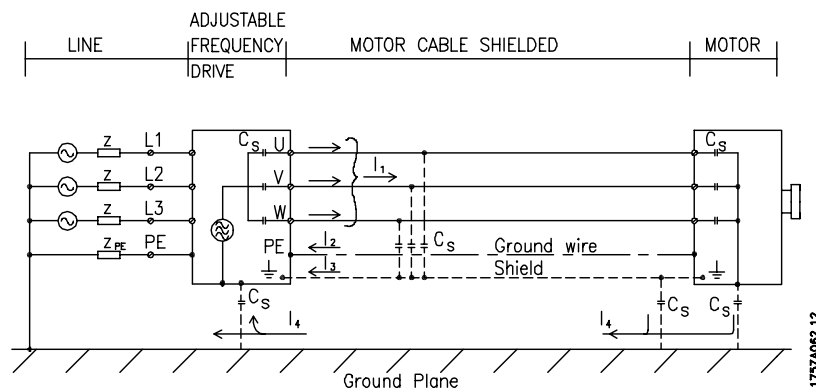 ADJUSTABLE
LINE FREQUENCY MOTOR CABLE SHIELDED MOTOR
DRIVE
Z L1 Cs U Cs
I1
Z L2 V
Z L3 W
ZPE PE PE I2 Cs Ground wire
I3 Shield
Cs Cs Cs
I4 I4
Ground Plane
175ZA062.12